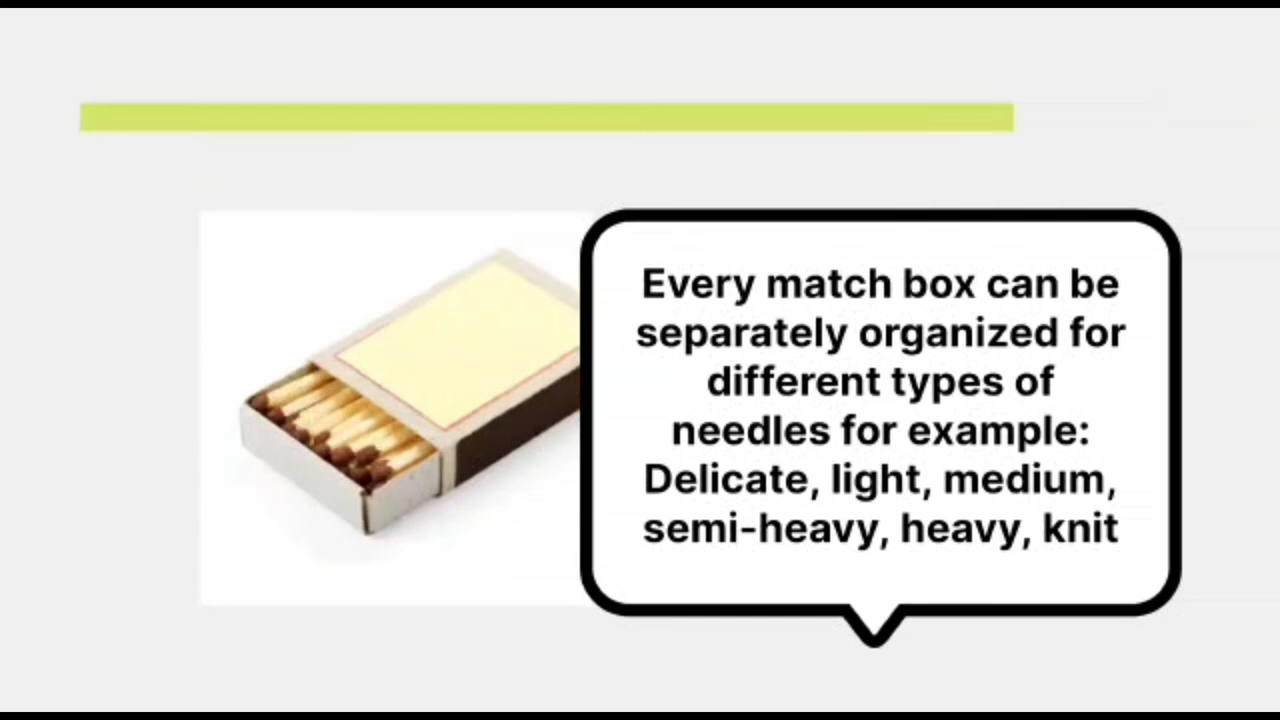 Every match box can be
separately organized for
different types of
needles for example:
Delicate, light, medium,
semi-heavy, heavy, knit